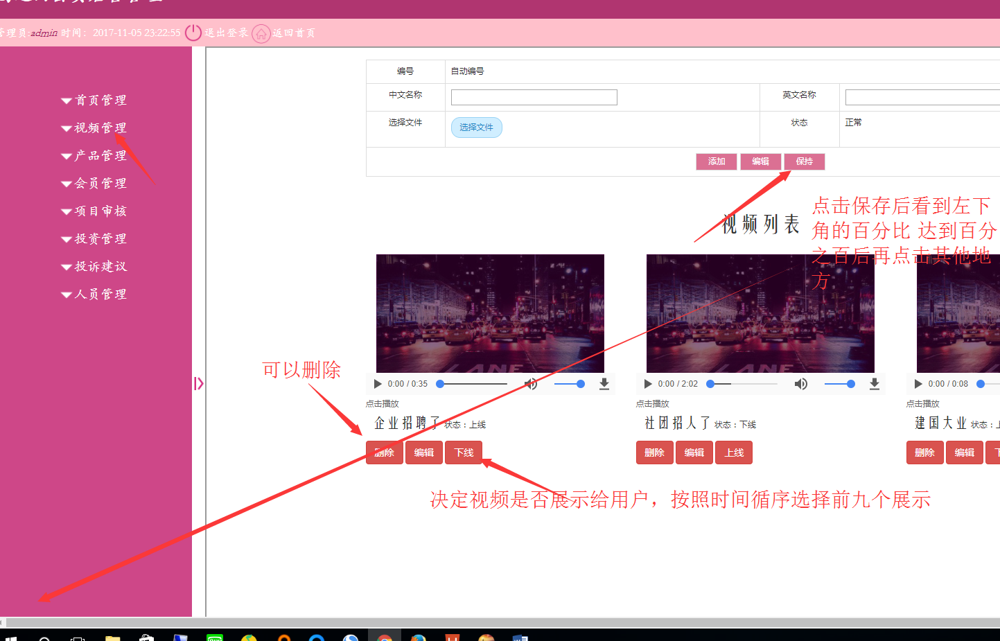 管理员:admin 时间：2017-11-05 23:22:55 退出登录 返回首页
首页管理
视频管理
产品管理
会员管理
项目审核
投资管理
投诉建议
人员管理
编号 自动编号
中文名称 英文名称
选择文件 选择文件 状态 正常
添加 编辑 保持
点击保存后看到左下
角的百分比 达到百分
之百后再点击其他地
方
视频列表
可以删除
LANE LANE
0:00 / 0:35 0:00 / 2:02 0:00 / 0:08
点击播放 点击播放 点击播放
企业招聘了 状态：上线 社团招人了 状态：下线 建国大业 状态：上
删除 编辑 下线 删除 编辑 上线 删除 编辑
决定视频是否展示给用户，按照时间循序选择前九个展示